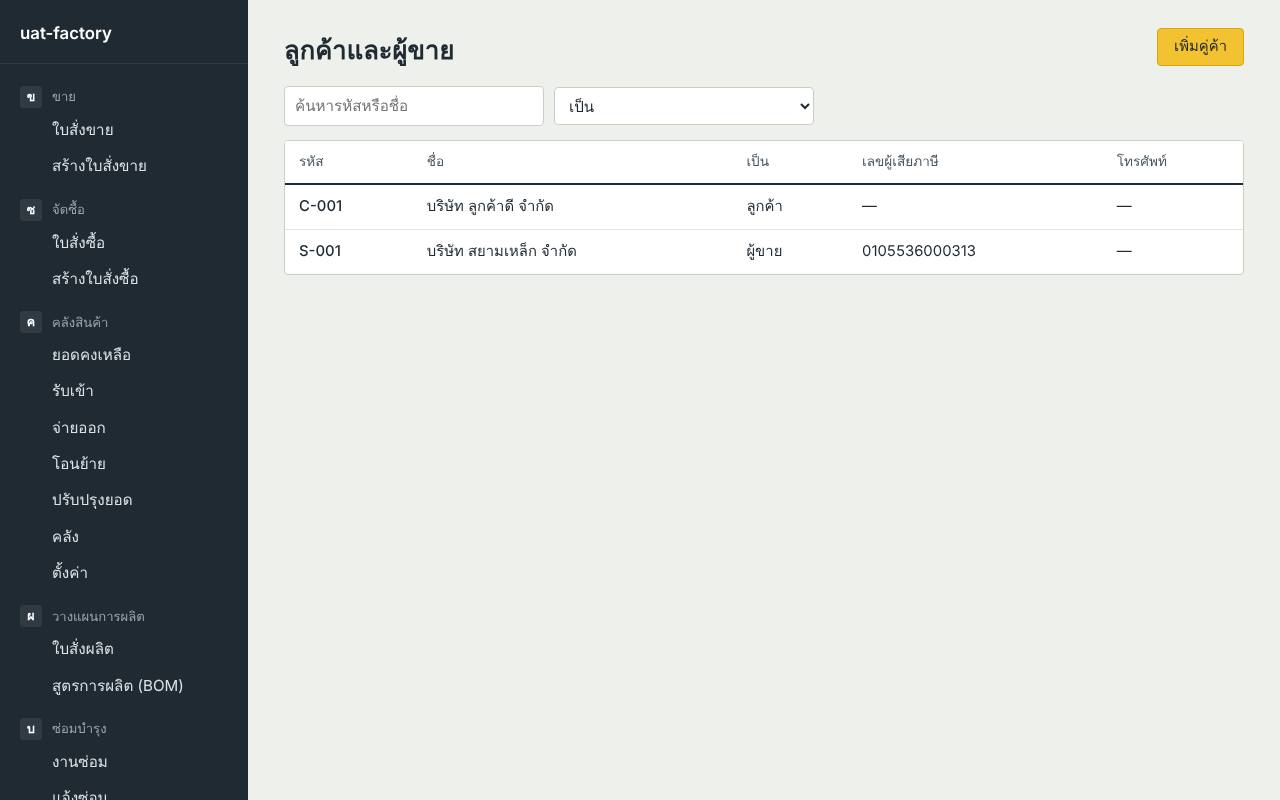 uat-factory
ข ขาย
ใบสั่งขาย
สร้างใบสั่งขาย
ซ จัดซื้อ
ใบสั่งซื้อ
สร้างใบสั่งซื้อ
ค คลังสินค้า
ยอดคงเหลือ
รับเข้า
จ่ายออก
โอนย้าย
ปรับปรุงยอด
คลัง
ตั้งค่า
ผ วางแผนการผลิต
ใบสั่งผลิต
สูตรการผลิต (BOM)
บ ซ่อมบำรุง
งานซ่อม
แจ้งซ่อม
ลูกค้าและผู้ขาย
เพิ่มคู่ค้า
ค้นหารหัสหรือชื่อ เป็น
รหัส ชื่อ เป็น เลขผู้เสียภาษี โทรศัพท์
C-001 บริษัท ลูกค้าดี จำกัด ลูกค้า — —
S-001 บริษัท สยามเหล็ก จำกัด ผู้ขาย 0105536000313 —